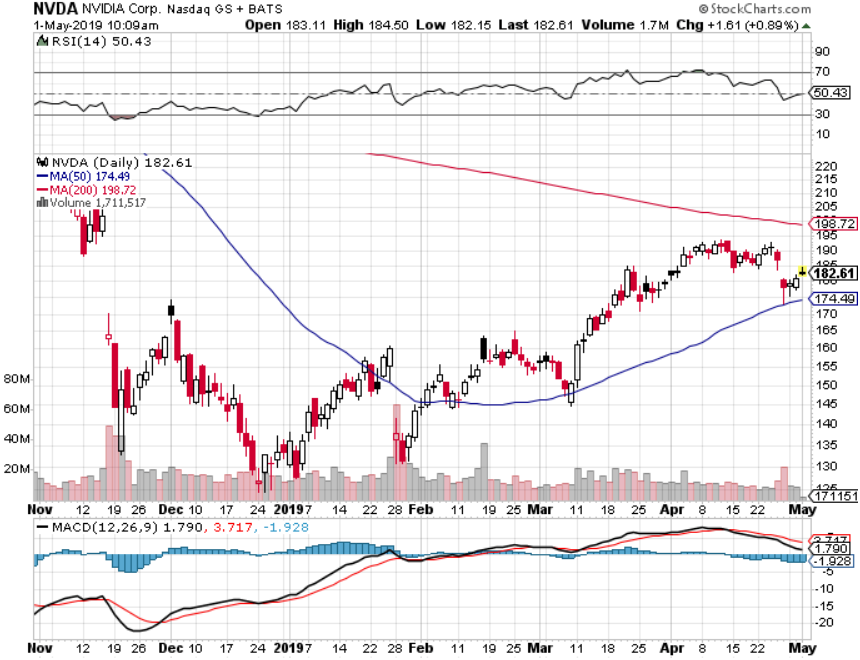 NVDA NVIDIA Corp. Nasdaq GS + BATS © StockCharts.com
1-May-2019 10:09am Open 183.11 High 184.50 Low 182.15 Last 182.61 Volume 1.7M Chg +1.61 (+0.89%) ▲
RSI(14) 50.43
90
70
50.43
30
10
NVDA (Daily) 182.61
MA(50) 174.49
MA(200) 198.72
Volume 1,711,517
220
215
210
205
198.72
195
190
185
182.61
180
174.49
170
165
160
155
150
145
140
135
130
125
80M
60M
40M
20M
171151
Nov 12 19 26 Dec 10 17 24 2019 7 14 22 28 Feb 11 19 25 Mar 11 18 25 Apr 8 15 22 May
MACD(12,26,9) 1.790, 3.717, -1.928
3.717
1.790
-1.928
-5
-10
-15
-20
Nov 12 19 26 Dec 10 17 24 2019 7 14 22 28 Feb 11 19 25 Mar 11 18 25 Apr 8 15 22 May